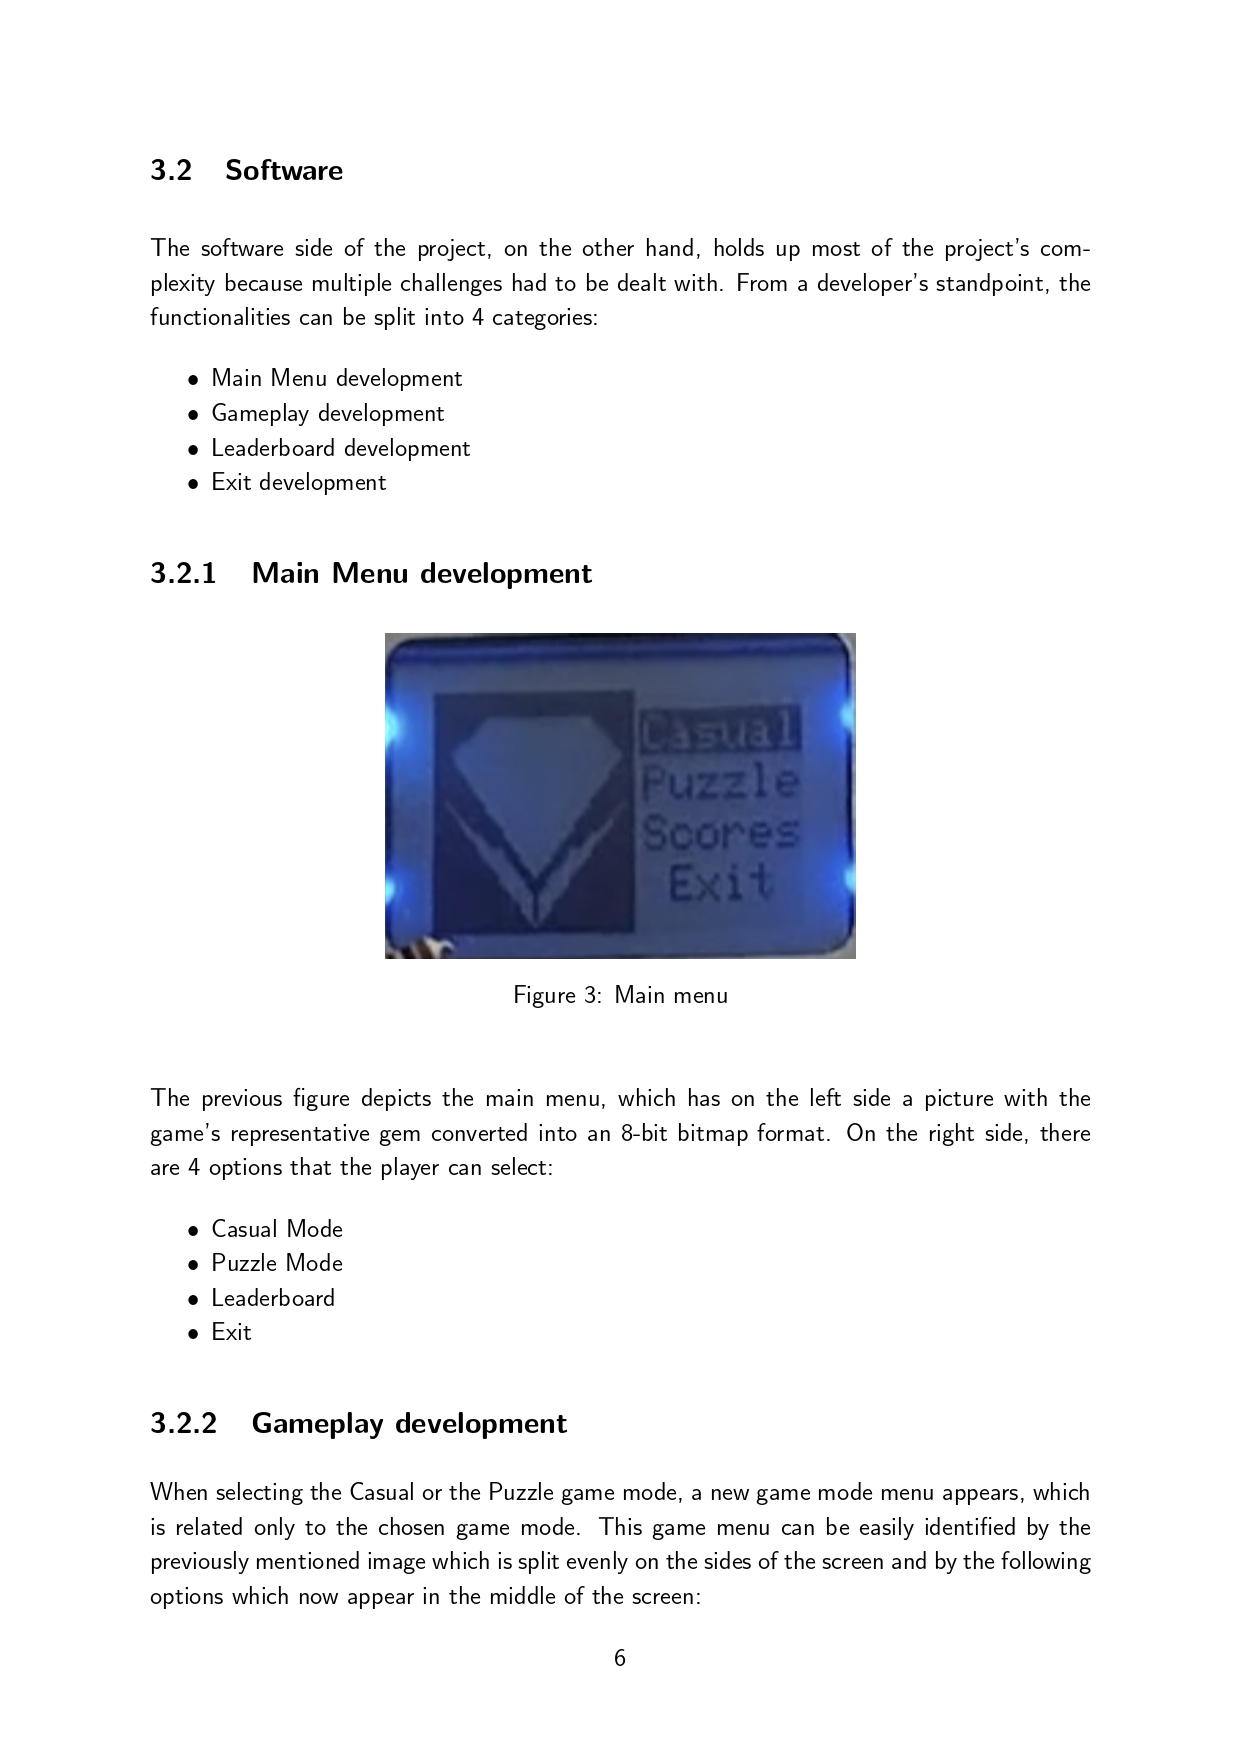 3.2 Software
The software side of the project, on the other hand, holds up most of the project's com-
plexity because multiple challenges had to be dealt with. From a developer's standpoint, the
functionalities can be split into 4 categories:
• Main Menu development
• Gameplay development
• Leaderboard development
• Exit development
3.2.1 Main Menu development
Casual
Puzzle
Scores
Exit
Figure 3: Main menu
The previous figure depicts the main menu, which has on the left side a picture with the
game's representative gem converted into an 8-bit bitmap format. On the right side, there
are 4 options that the player can select:
• Casual Mode
• Puzzle Mode
• Leaderboard
• Exit
3.2.2 Gameplay development
When selecting the Casual or the Puzzle game mode, a new game mode menu appears, which
is related only to the chosen game mode. This game menu can be easily identified by the
previously mentioned image which is split evenly on the sides of the screen and by the following
options which now appear in the middle of the screen:
6